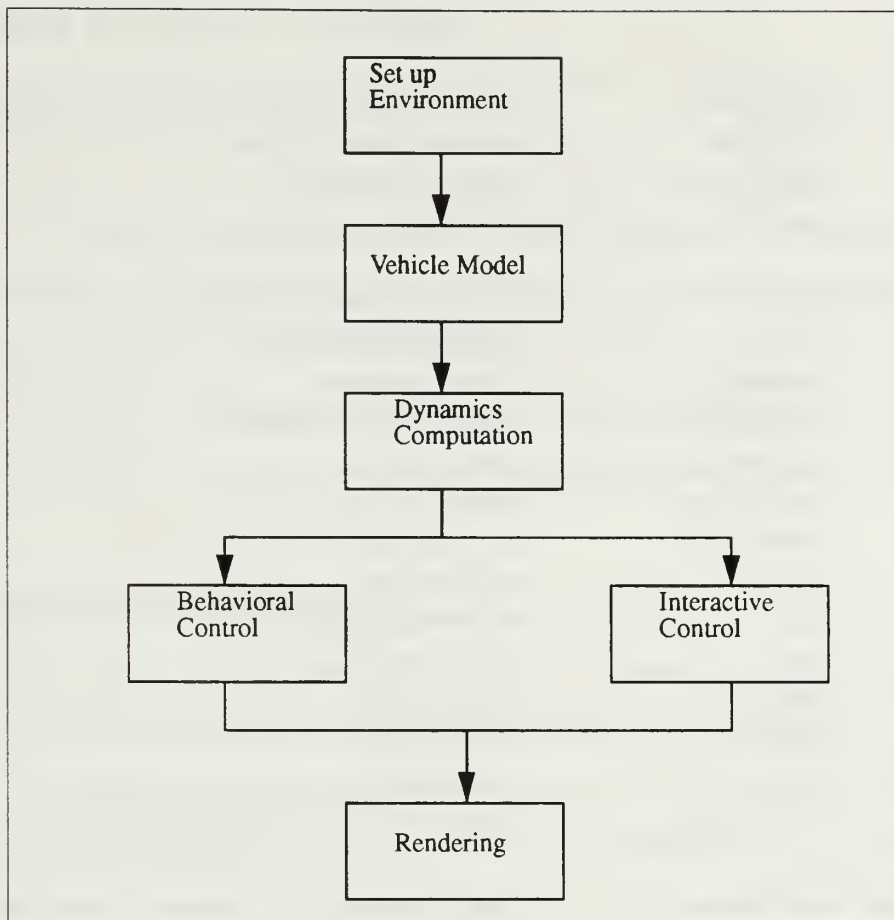 Set up
Environment
Vehicle Model
Dynamics
Computation
Behavioral
Control
Interactive
Control
Rendering